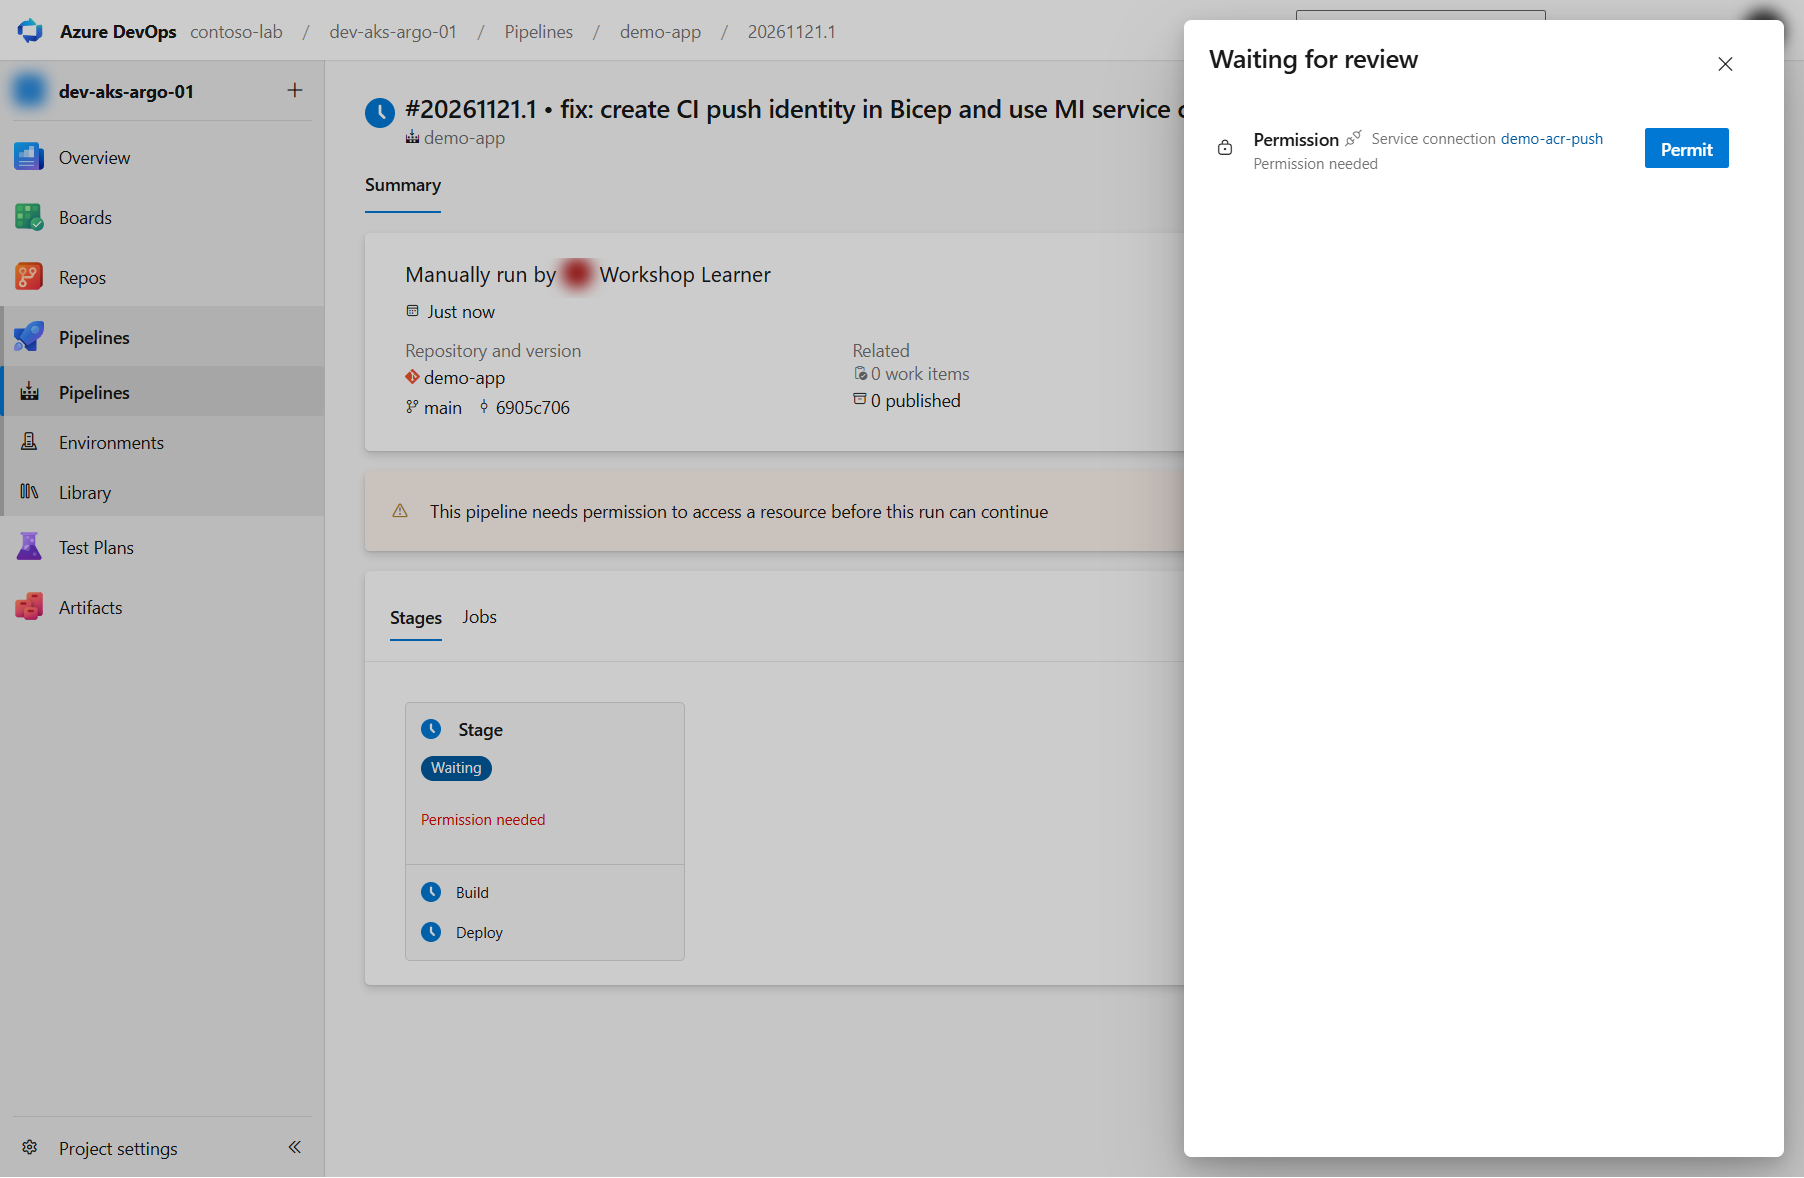 Azure DevOps contoso-lab / dev-aks-argo-01 / Pipelines / demo-app / 20261121.1
dev-aks-argo-01
Overview
Boards
Repos
Pipelines
Pipelines
Environments
Library
Test Plans
Artifacts
Project settings
#20261121.1 • fix: create CI push identity in Bicep and use MI service
demo-app
Summary
Manually run by Workshop Learner
Just now
Repository and version
demo-app
main 6905c706
Related
0 work items
0 published
This pipeline needs permission to access a resource before this run can continue
Stages Jobs
Stage
Waiting
Permission needed
Build
Deploy
Waiting for review
Permission Service connection demo-acr-push
Permission needed
Permit